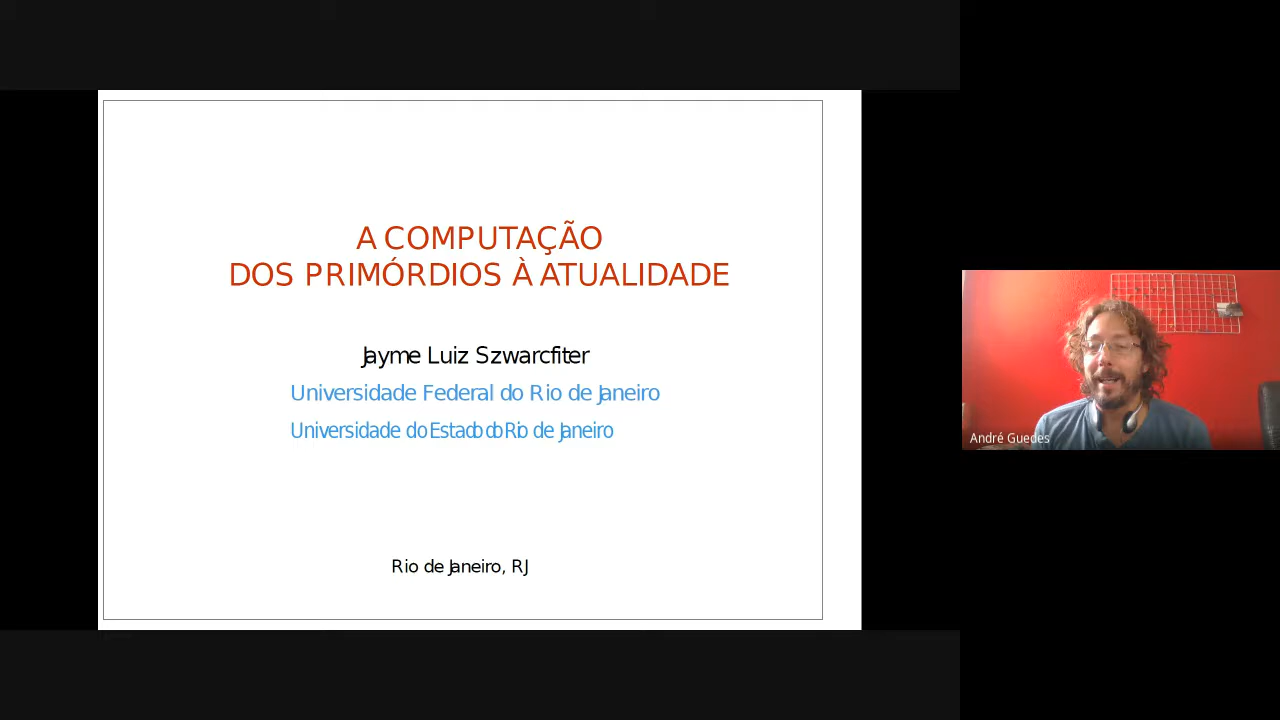 A COMPUTAÇÃO
DOS PRIMÓRDIOS À ATUALIDADE
Jayme Luiz Szwarcfiter
Universidade Federal do Rio de Janeiro
Universidade do Estado do Rio de Janeiro
Rio de Janeiro, RJ
André Guedes